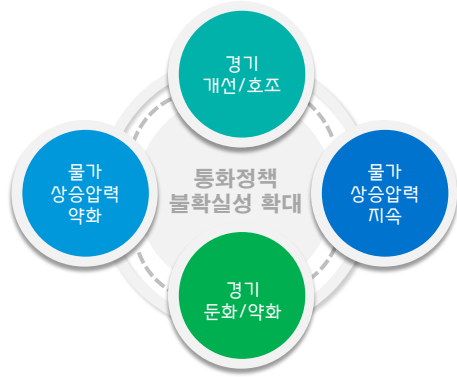 경기
개선/호조
물가
상승압력
약화
통화정책
불확실성 확대
물가
상승압력
지속
경기
둔화/약화